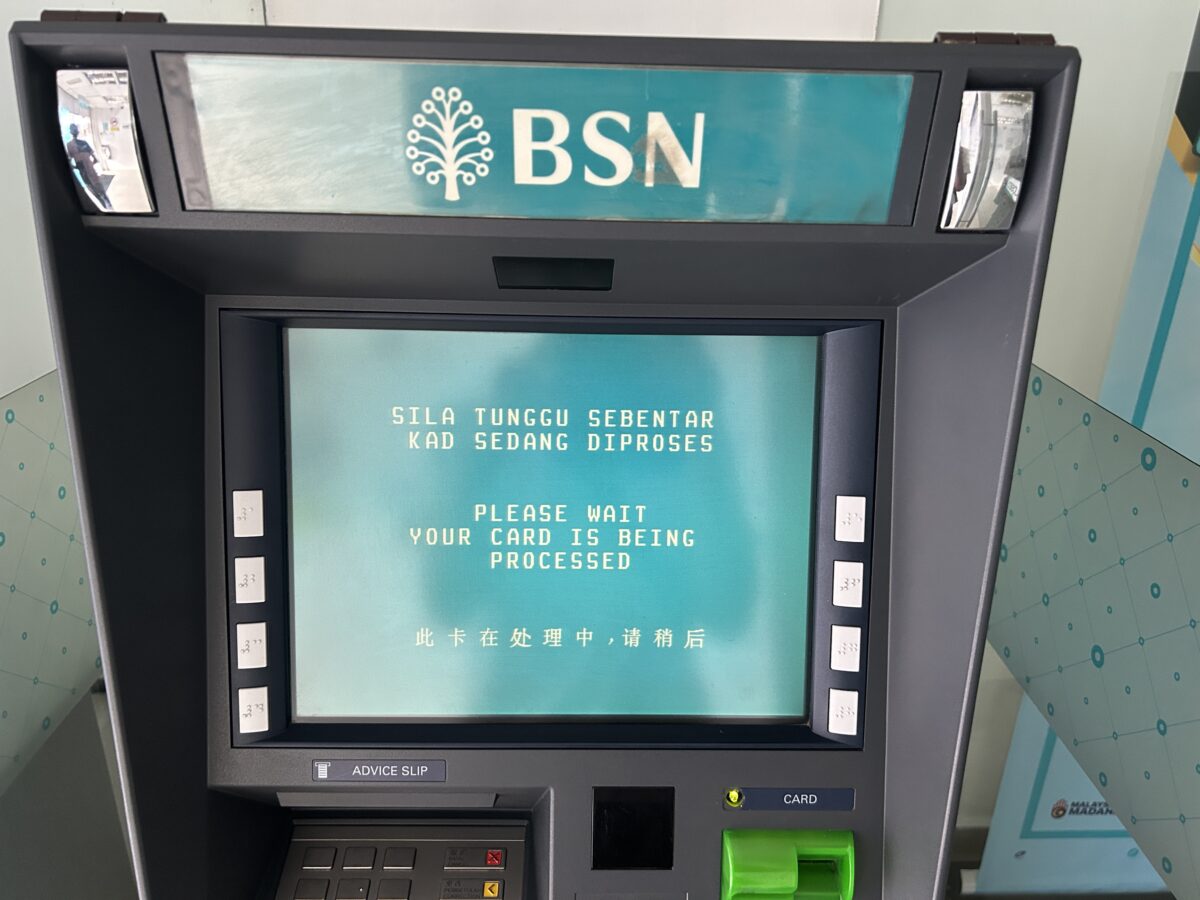 BSN
SILA TUNGGU SEBENTAR
KAD SEDANG DIPROSES
PLEASE WAIT
YOUR CARD IS BEING
PROCESSED
此卡在处理中,请稍后
ADVICE SLIP
CARD